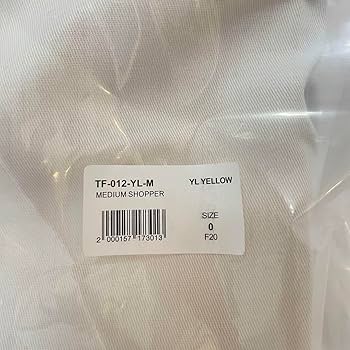 TF-012-YL-M YL YELLOW
MEDIUM SHOPPER
SIZE
0
F20
2 000157 173013